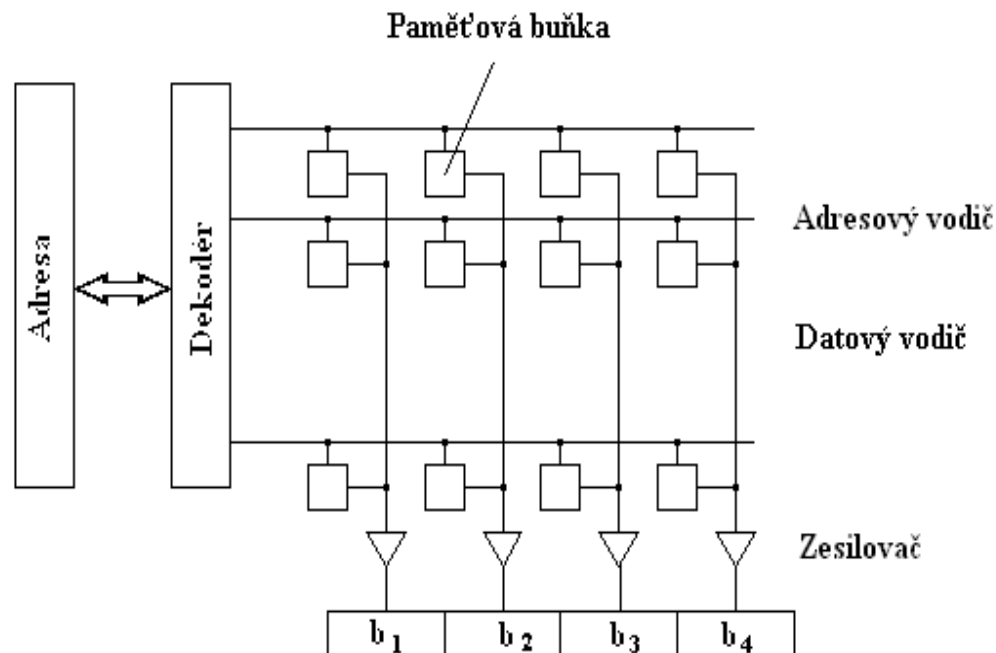 Paměťová buňka
Adresa
Dekodér
Adresový vodič
Datový vodič
Zesilovač
b1 b2 b3 b4